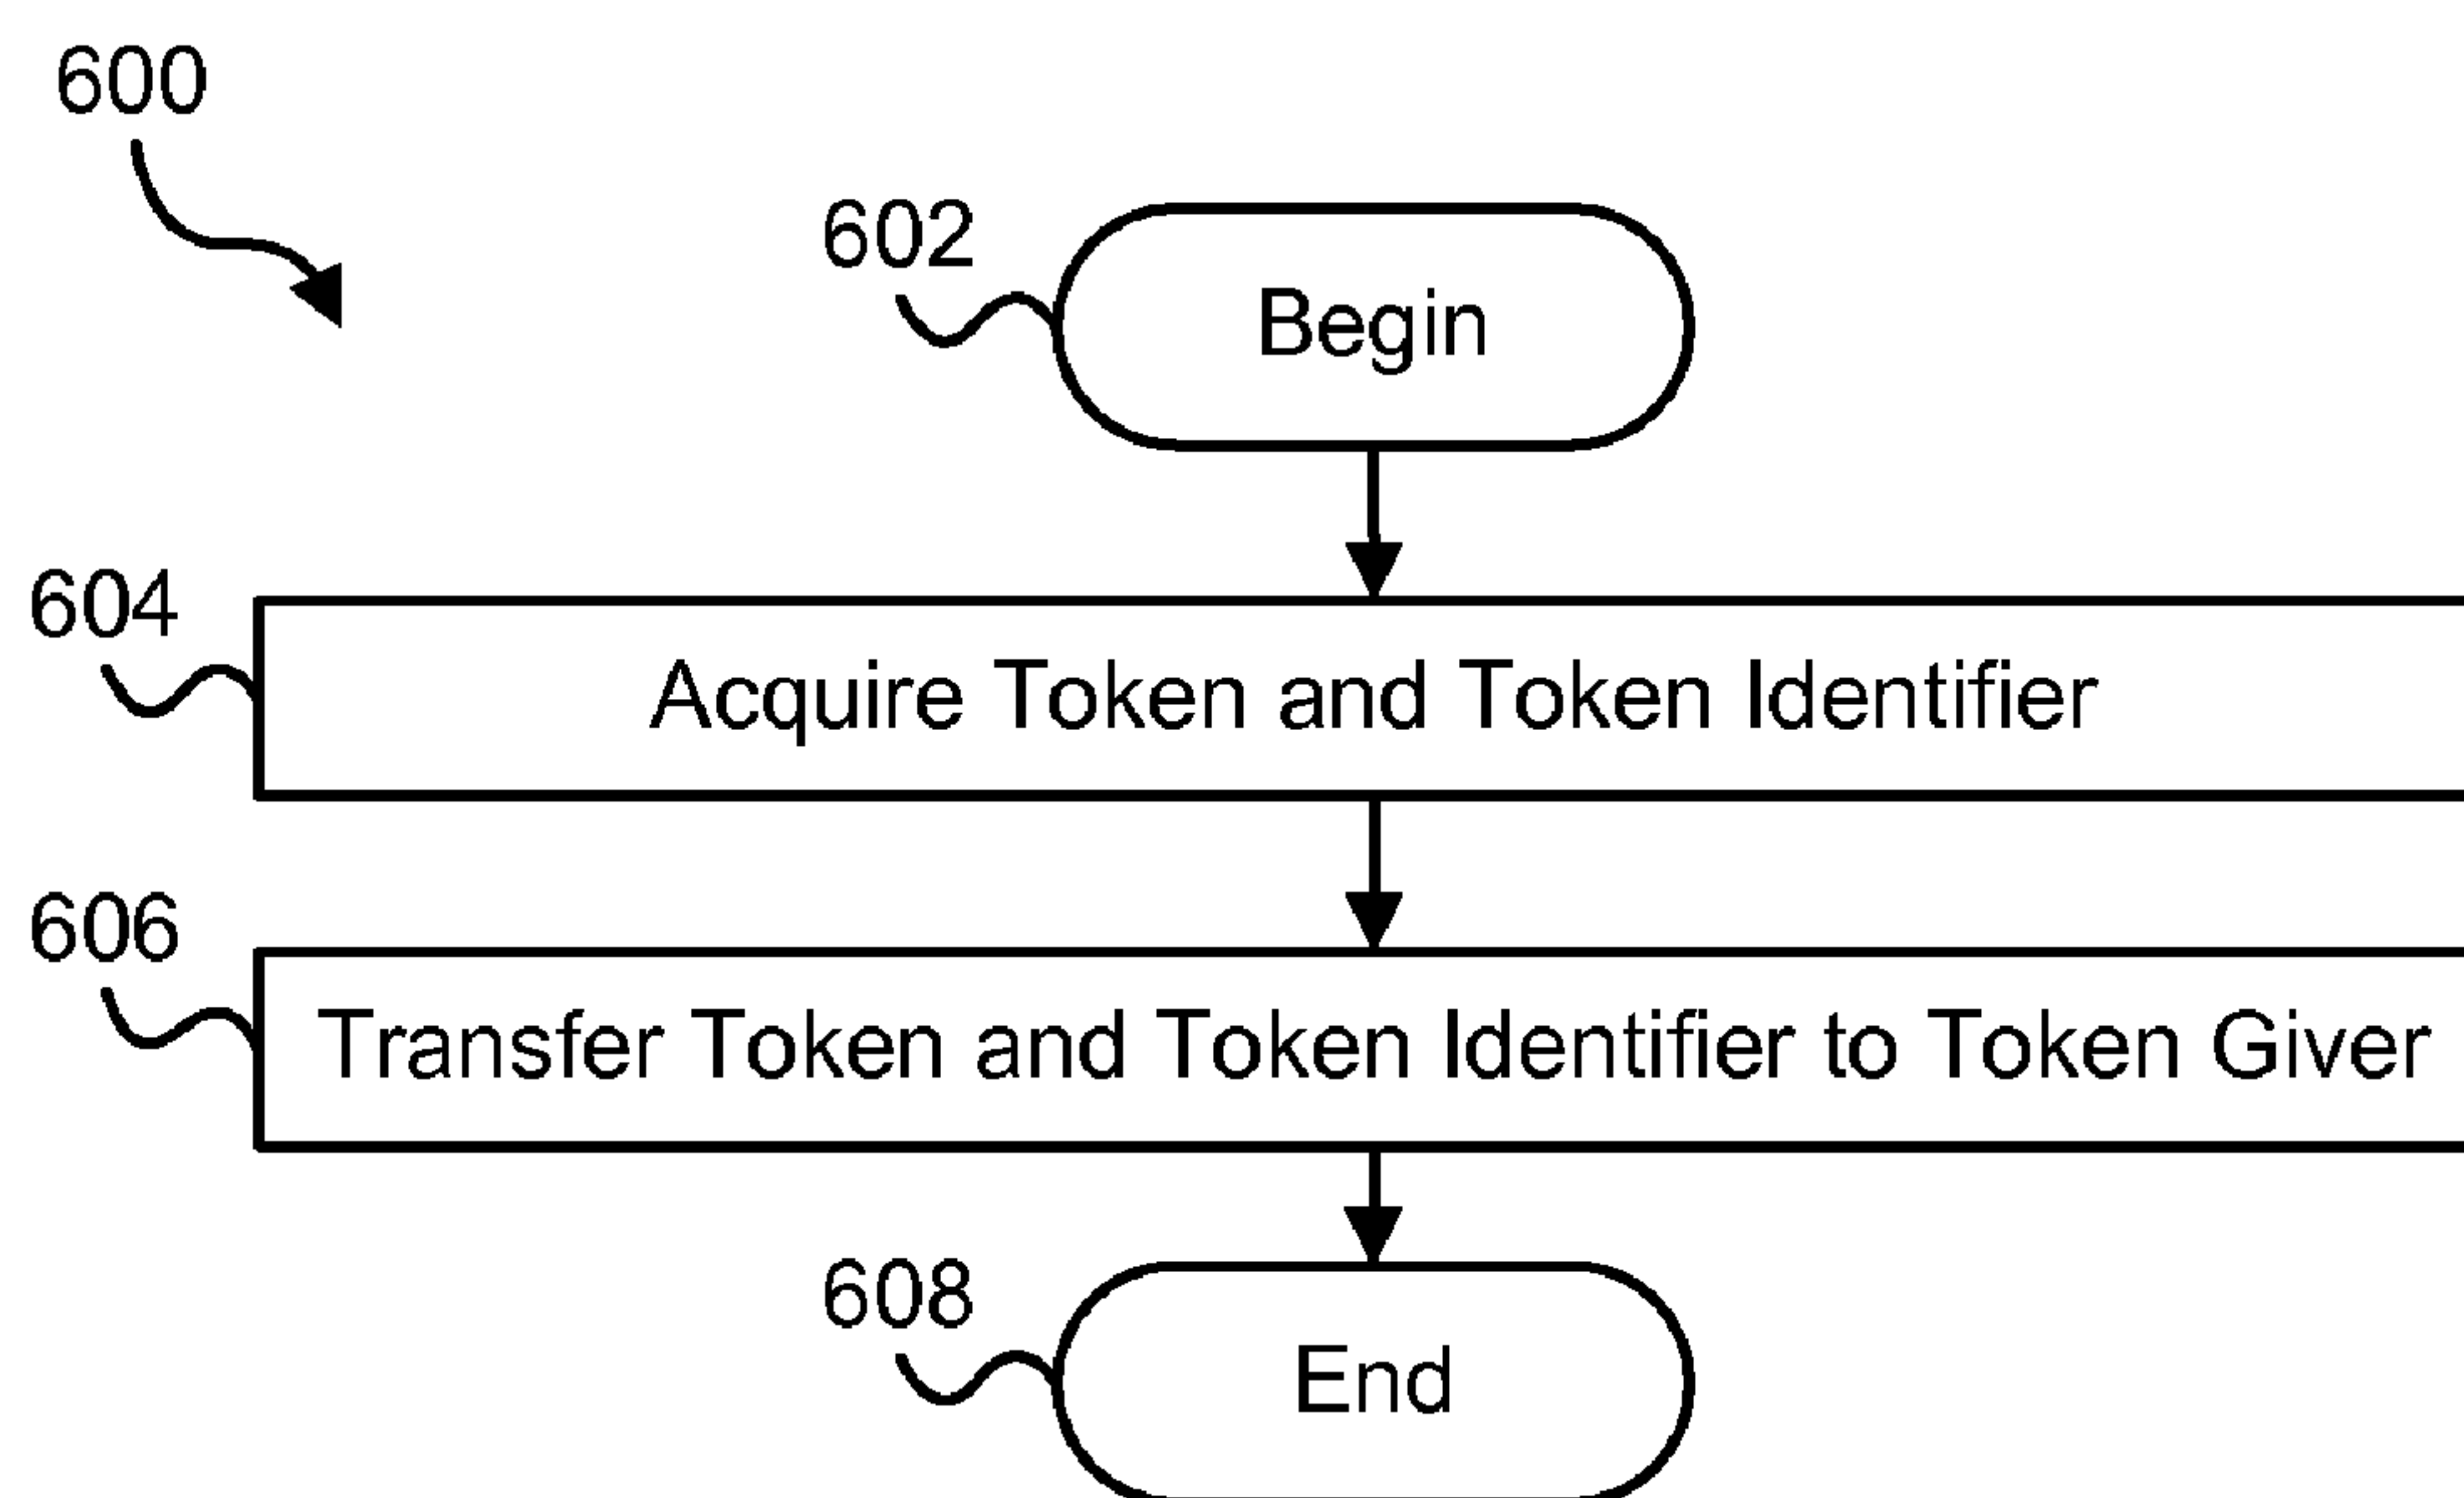 600
602
Begin
604
Acquire Token and Token Identifier
606
Transfer Token and Token Identifier to Token Giver
608
End